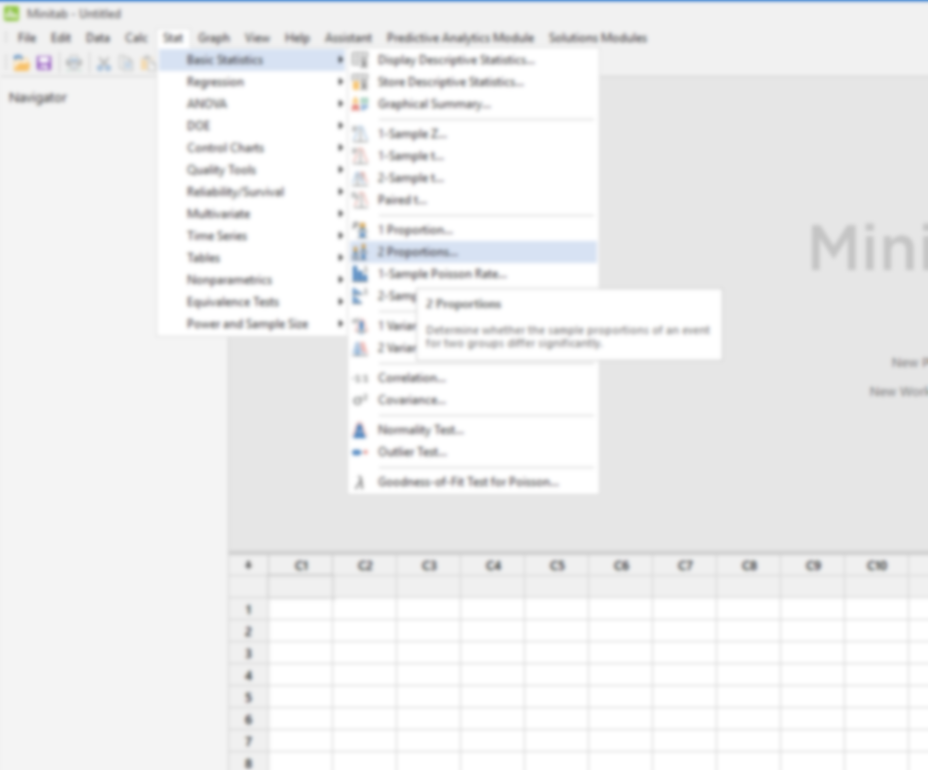 Minitab - Untitled
File Edit Data Calc Stat Graph View Help Assistant Predictive Analytics Module Solutions Modules
Navigator
Basic Statistics
Regression
ANOVA
DOE
Control Charts
Quality Tools
Reliability/Survival
Multivariate
Time Series
Tables
Nonparametrics
Equivalence Tests
Power and Sample Size
Display Descriptive Statistics...
Store Descriptive Statistics...
Graphical Summary...
1-Sample Z...
1-Sample t...
2-Sample t...
Paired t...
1 Proportion...
2 Proportions...
1-Sample Poisson Rate...
2-Samp
1 Varian
2 Varian
Correlation...
Covariance...
Normality Test...
Outlier Test...
Goodness-of-Fit Test for Poisson...
2 Proportions
Determine whether the sample proportions of an event
for two groups differ significantly.
Mini
New P
New Work
C1 C2 C3 C4 C5 C6 C7 C8 C9 C10
1
2
3
4
5
6
7
8